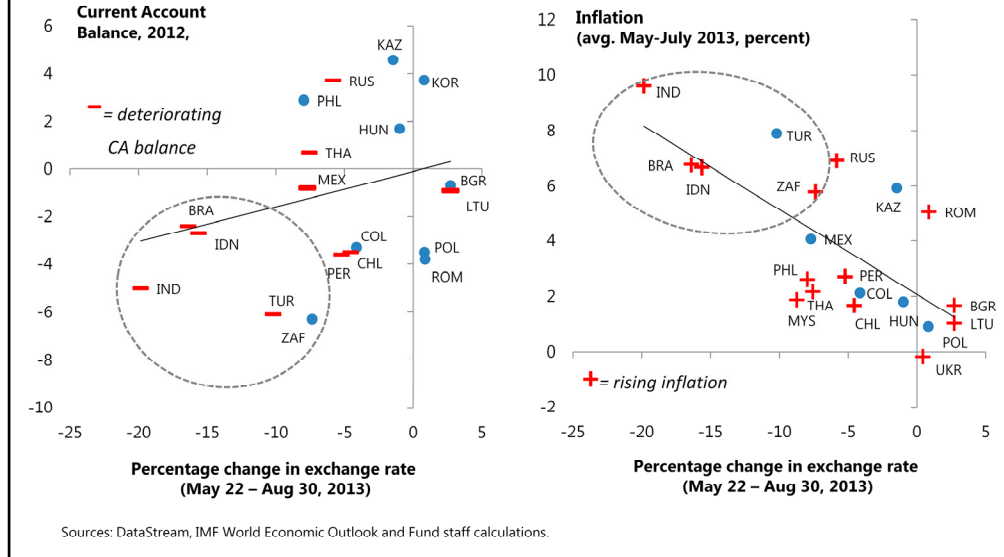 Current Account
Balance, 2012,
6
4
2
0
-2
-4
-6
-8
-10
-25
-20
-15
-10
-5
0
5
KAZ
RUS
KOR
PHL
= deteriorating
CA balance
HUN
THA
MEX
BGR
LTU
BRA
IDN
COL
POL
PER
CHL
ROM
IND
TUR
ZAF
Percentage change in exchange rate
(May 22 – Aug 30, 2013)
Inflation
(avg. May-July 2013, percent)
12
10
8
6
4
2
0
-2
-25
-20
-15
-10
-5
0
5
IND
TUR
BRA
RUS
IDN
ZAF
KAZ
ROM
MEX
PHL
PER
THA
COL
MYS
CHL
HUN
BGR
LTU
POL
UKR
= rising inflation
Percentage change in exchange rate
(May 22 – Aug 30, 2013)
Sources: DataStream, IMF World Economic Outlook and Fund staff calculations.